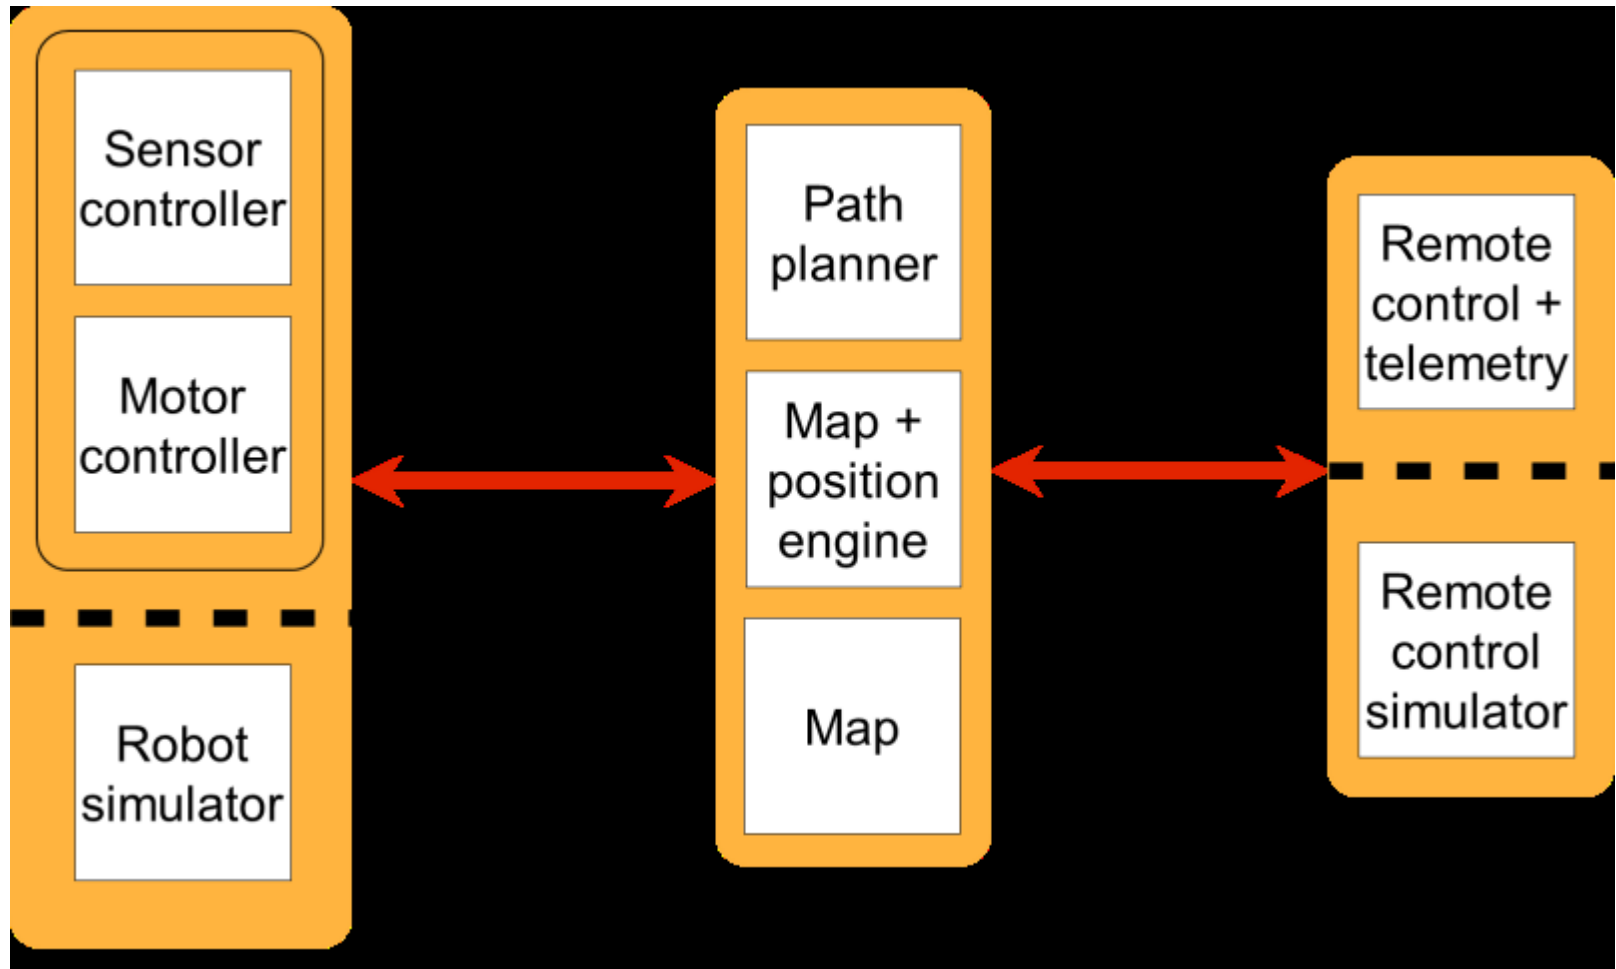 Sensor
controller
Motor
controller
Robot
simulator
Path
planner
Map +
position
engine
Map
Remote
control +
telemetry
Remote
control
simulator